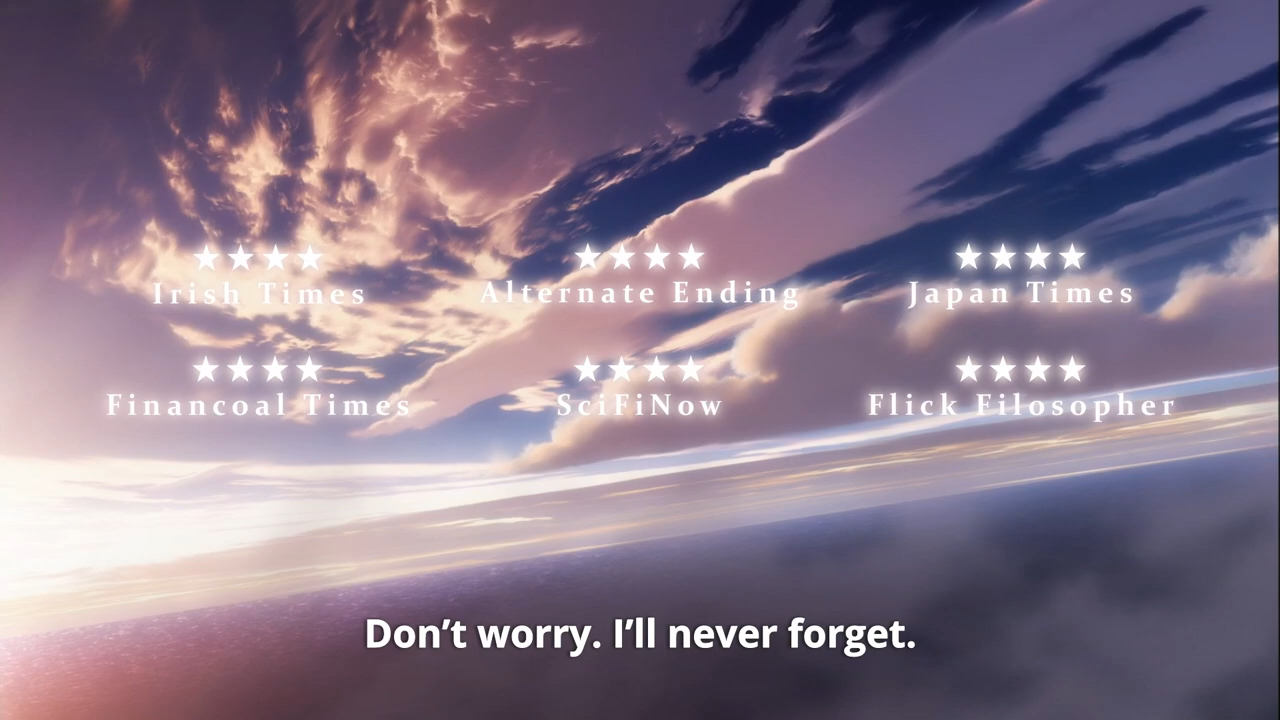 ★★★★ ★★★★ ★★★★
Irish Times Alternate Ending Japan Times
★★★★ ★★★★ ★★★★
Financoal Times SciFiNow Flick Filosopher
Don't worry. I'll never forget.